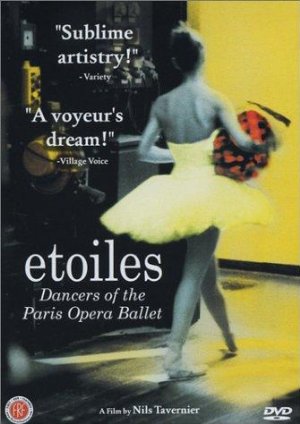 "Sublime
artistry!"
- Variety
"A voyeur's
dream!"
-Village Voice
etoiles
Dancers of the
Paris Opera Ballet
A Film by Nils Tavernier
DVD